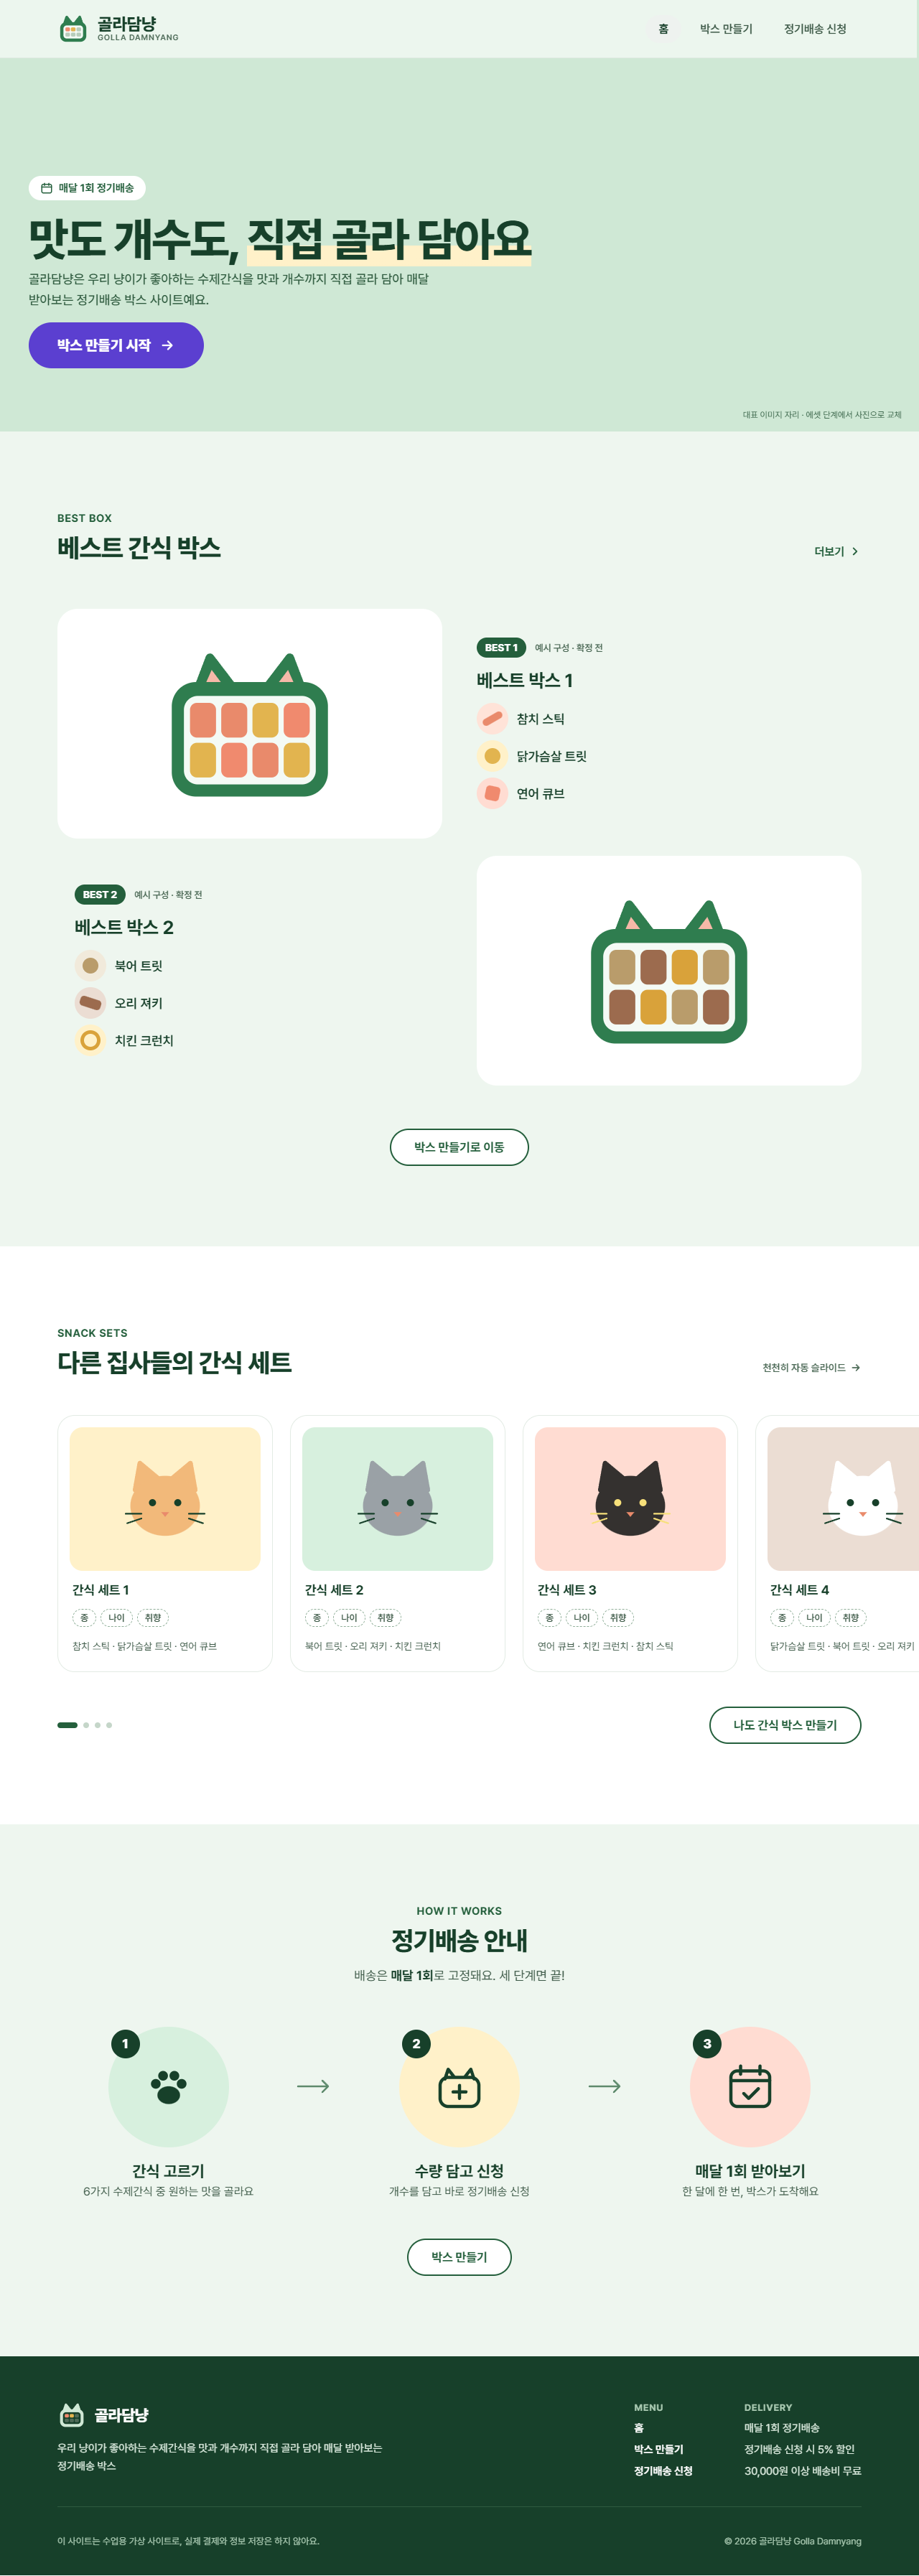 골라담냥
GOLLA DAMNYANG
홈
박스 만들기
정기배송 신청
매달 1회 정기배송
맛도 개수도, 직접 골라 담아요
골라담냥은 우리 냥이가 좋아하는 수제간식을 맛과 개수까지 직접 골라 담아 매달
받아보는 정기배송 박스 사이트예요.
박스 만들기 시작
대표 이미지 자리 · 에셋 단계에서 사진으로 교체
BEST BOX
베스트 간식 박스
더보기
BEST 1
예시 구성 · 확정 전
베스트 박스 1
참치 스틱
닭가슴살 트릿
연어 큐브
BEST 2
예시 구성 · 확정 전
베스트 박스 2
북어 트릿
오리 져키
치킨 크런치
박스 만들기로 이동
SNACK SETS
다른 집사들의 간식 세트
천천히 자동 슬라이드
간식 세트 1
종
나이
취향
참치 스틱 · 닭가슴살 트릿 · 연어 큐브
간식 세트 2
종
나이
취향
북어 트릿 · 오리 져키 · 치킨 크런치
간식 세트 3
종
나이
취향
연어 큐브 · 치킨 크런치 · 참치 스틱
간식 세트 4
종
나이
취향
닭가슴살 트릿 · 북어 트릿 · 오리 져키
나도 간식 박스 만들기
HOW IT WORKS
정기배송 안내
배송은 매달 1회로 고정돼요. 세 단계면 끝!
1
간식 고르기
6가지 수제간식 중 원하는 맛을 골라요
2
수량 담고 신청
개수를 담고 바로 정기배송 신청
3
매달 1회 받아보기
한 달에 한 번, 박스가 도착해요
박스 만들기
골라담냥
우리 냥이가 좋아하는 수제간식을 맛과 개수까지 직접 골라 담아 매달 받아보는
정기배송 박스
MENU
홈
박스 만들기
정기배송 신청
DELIVERY
매달 1회 정기배송
정기배송 신청 시 5% 할인
30,000원 이상 배송비 무료
이 사이트는 수업용 가상 사이트로, 실제 결제와 정보 저장은 하지 않아요.
© 2026 골라담냥 Golla Damnyang